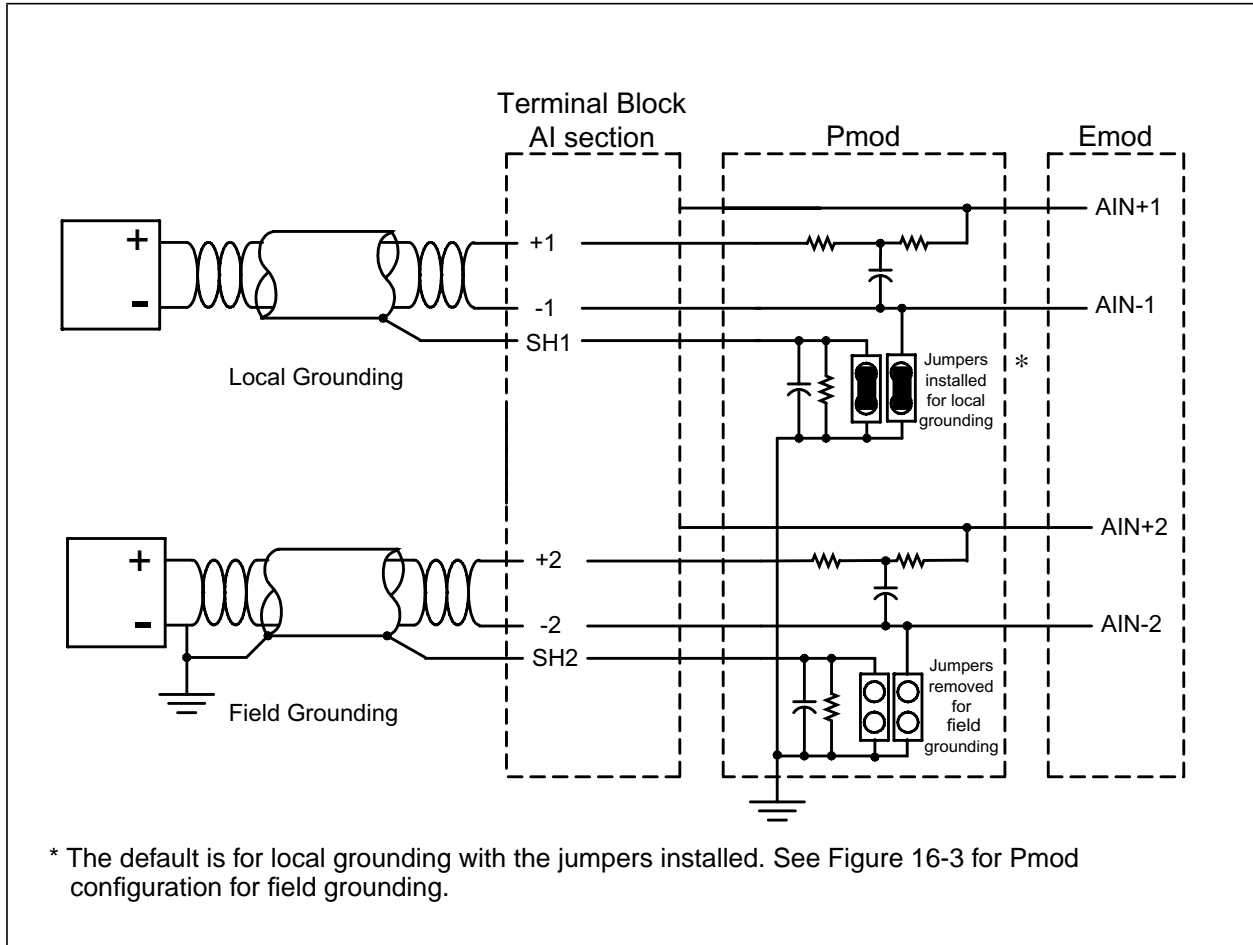 Terminal Block
AI section
Pmod
Emod
AIN+1
+
+1
-
-1
AIN-1
SH1
Local Grounding
Jumpers
installed
for local
grounding
*
AIN+2
+
+2
-
-2
AIN-2
SH2
Field Grounding
Jumpers
removed
for
field
grounding
* The default is for local grounding with the jumpers installed. See Figure 16-3 for Pmod
configuration for field grounding.